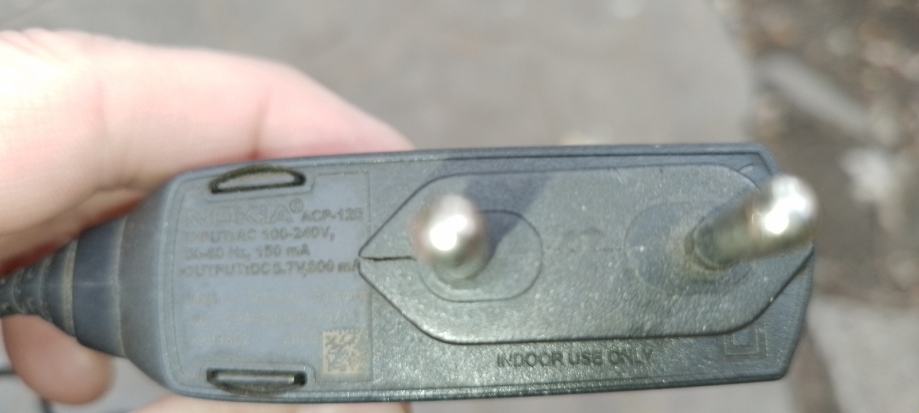 NOKIA® ACP-12E
INPUT:AC 100-240V,
50-60 Hz, 150 mA
OUTPUT:DC 5.7V,800 mA
INDOOR USE ONLY